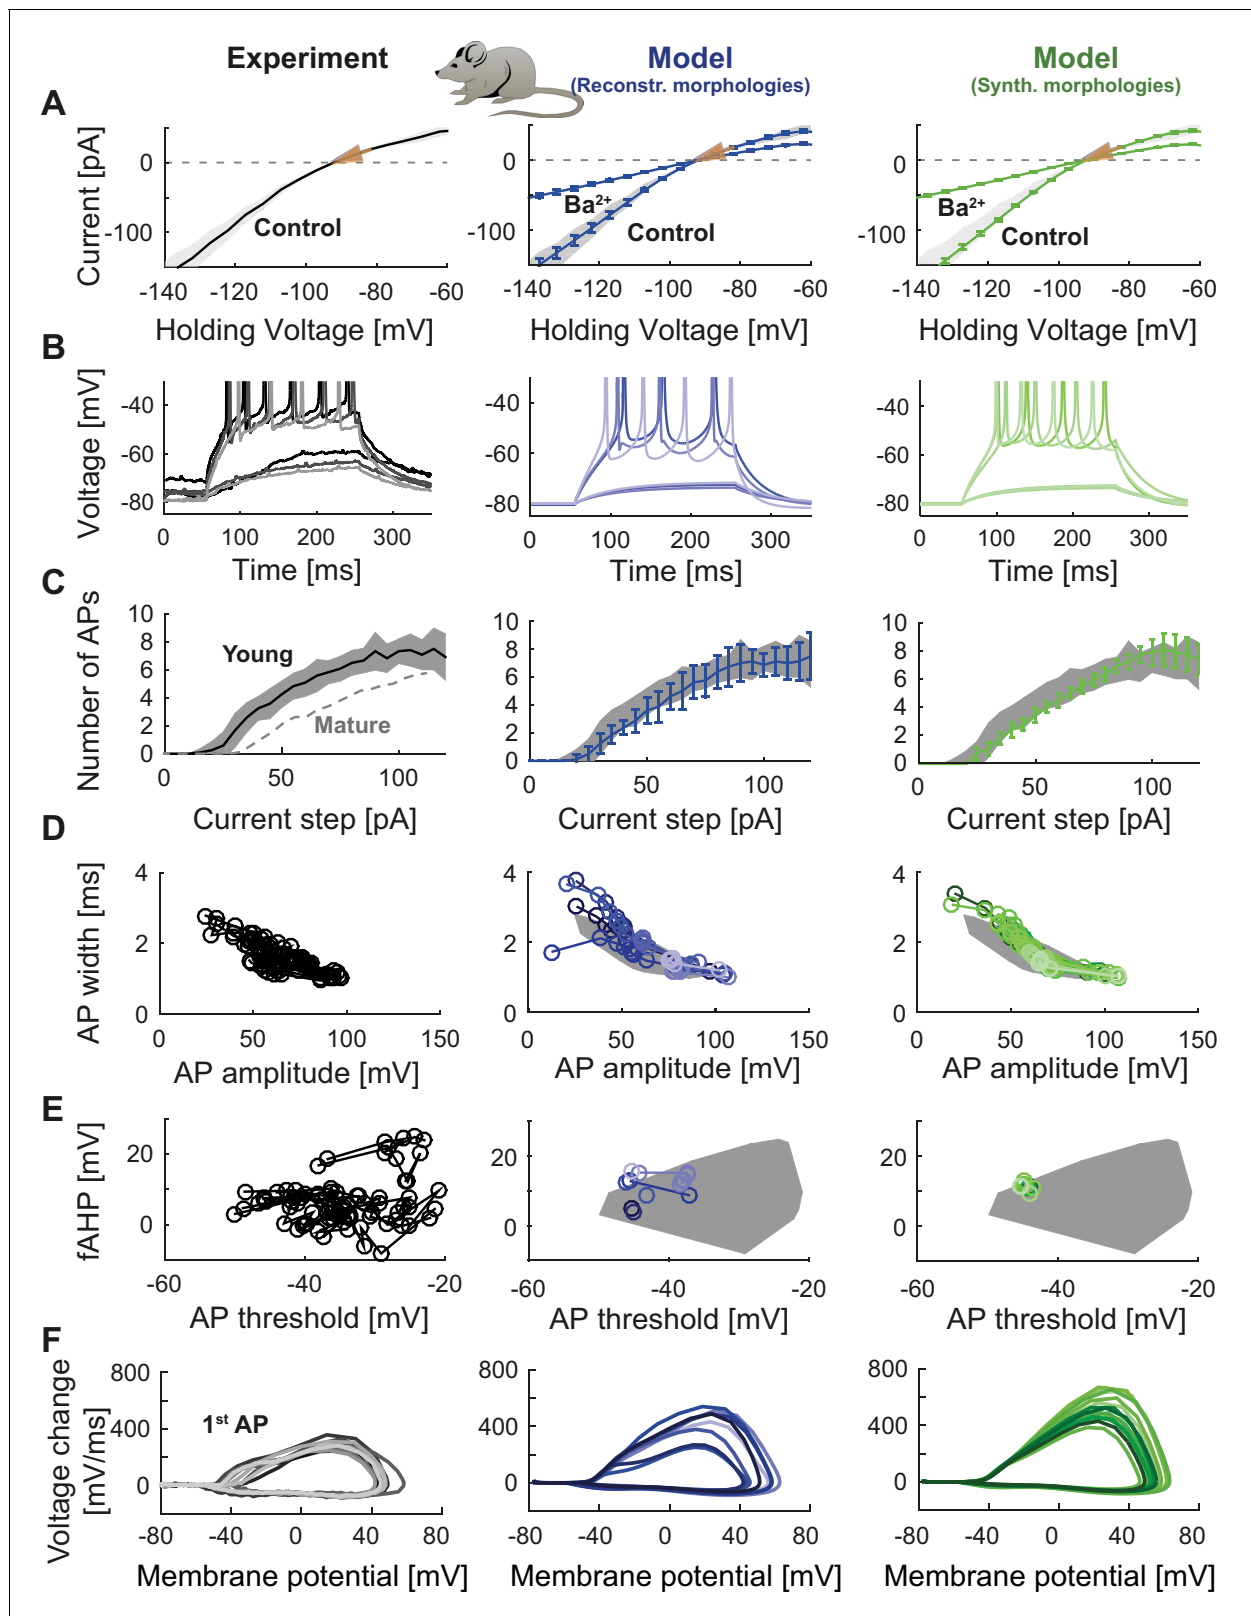 Experiment
Model
(Reconstr. morphologies)
Model
(Synth. morphologies)
A
Current [pA]
0
-100
Control
-140 -120 -100 -80 -60
Holding Voltage [mV]
0
-100
Ba2+
Control
-140 -120 -100 -80 -60
Holding Voltage [mV]
0
-100
Ba2+
Control
-140 -120 -100 -80 -60
Holding Voltage [mV]
B
Voltage [mV]
-40
-60
-80
0 100 200 300
Time [ms]
-40
-60
-80
0 100 200 300
Time [ms]
-40
-60
-80
0 100 200 300
Time [ms]
C
Number of APs
10
8
6
4
2
0
Young
Mature
0 50 100
Current step [pA]
10
8
6
4
2
0
0 50 100
Current step [pA]
10
8
6
4
2
0
0 50 100
Current step [pA]
D
AP width [ms]
4
2
0
0 50 100 150
AP amplitude [mV]
4
2
0
0 50 100 150
AP amplitude [mV]
4
2
0
0 50 100 150
AP amplitude [mV]
E
fAHP [mV]
20
0
-60 -40 -20
AP threshold [mV]
20
0
-60 -40 -20
AP threshold [mV]
20
0
-60 -40 -20
AP threshold [mV]
F
Voltage change
[mV/ms]
800
400
0
1st AP
-80 -40 0 40 80
Membrane potential [mV]
800
400
0
-80 -40 0 40 80
Membrane potential [mV]
800
400
0
-80 -40 0 40 80
Membrane potential [mV]